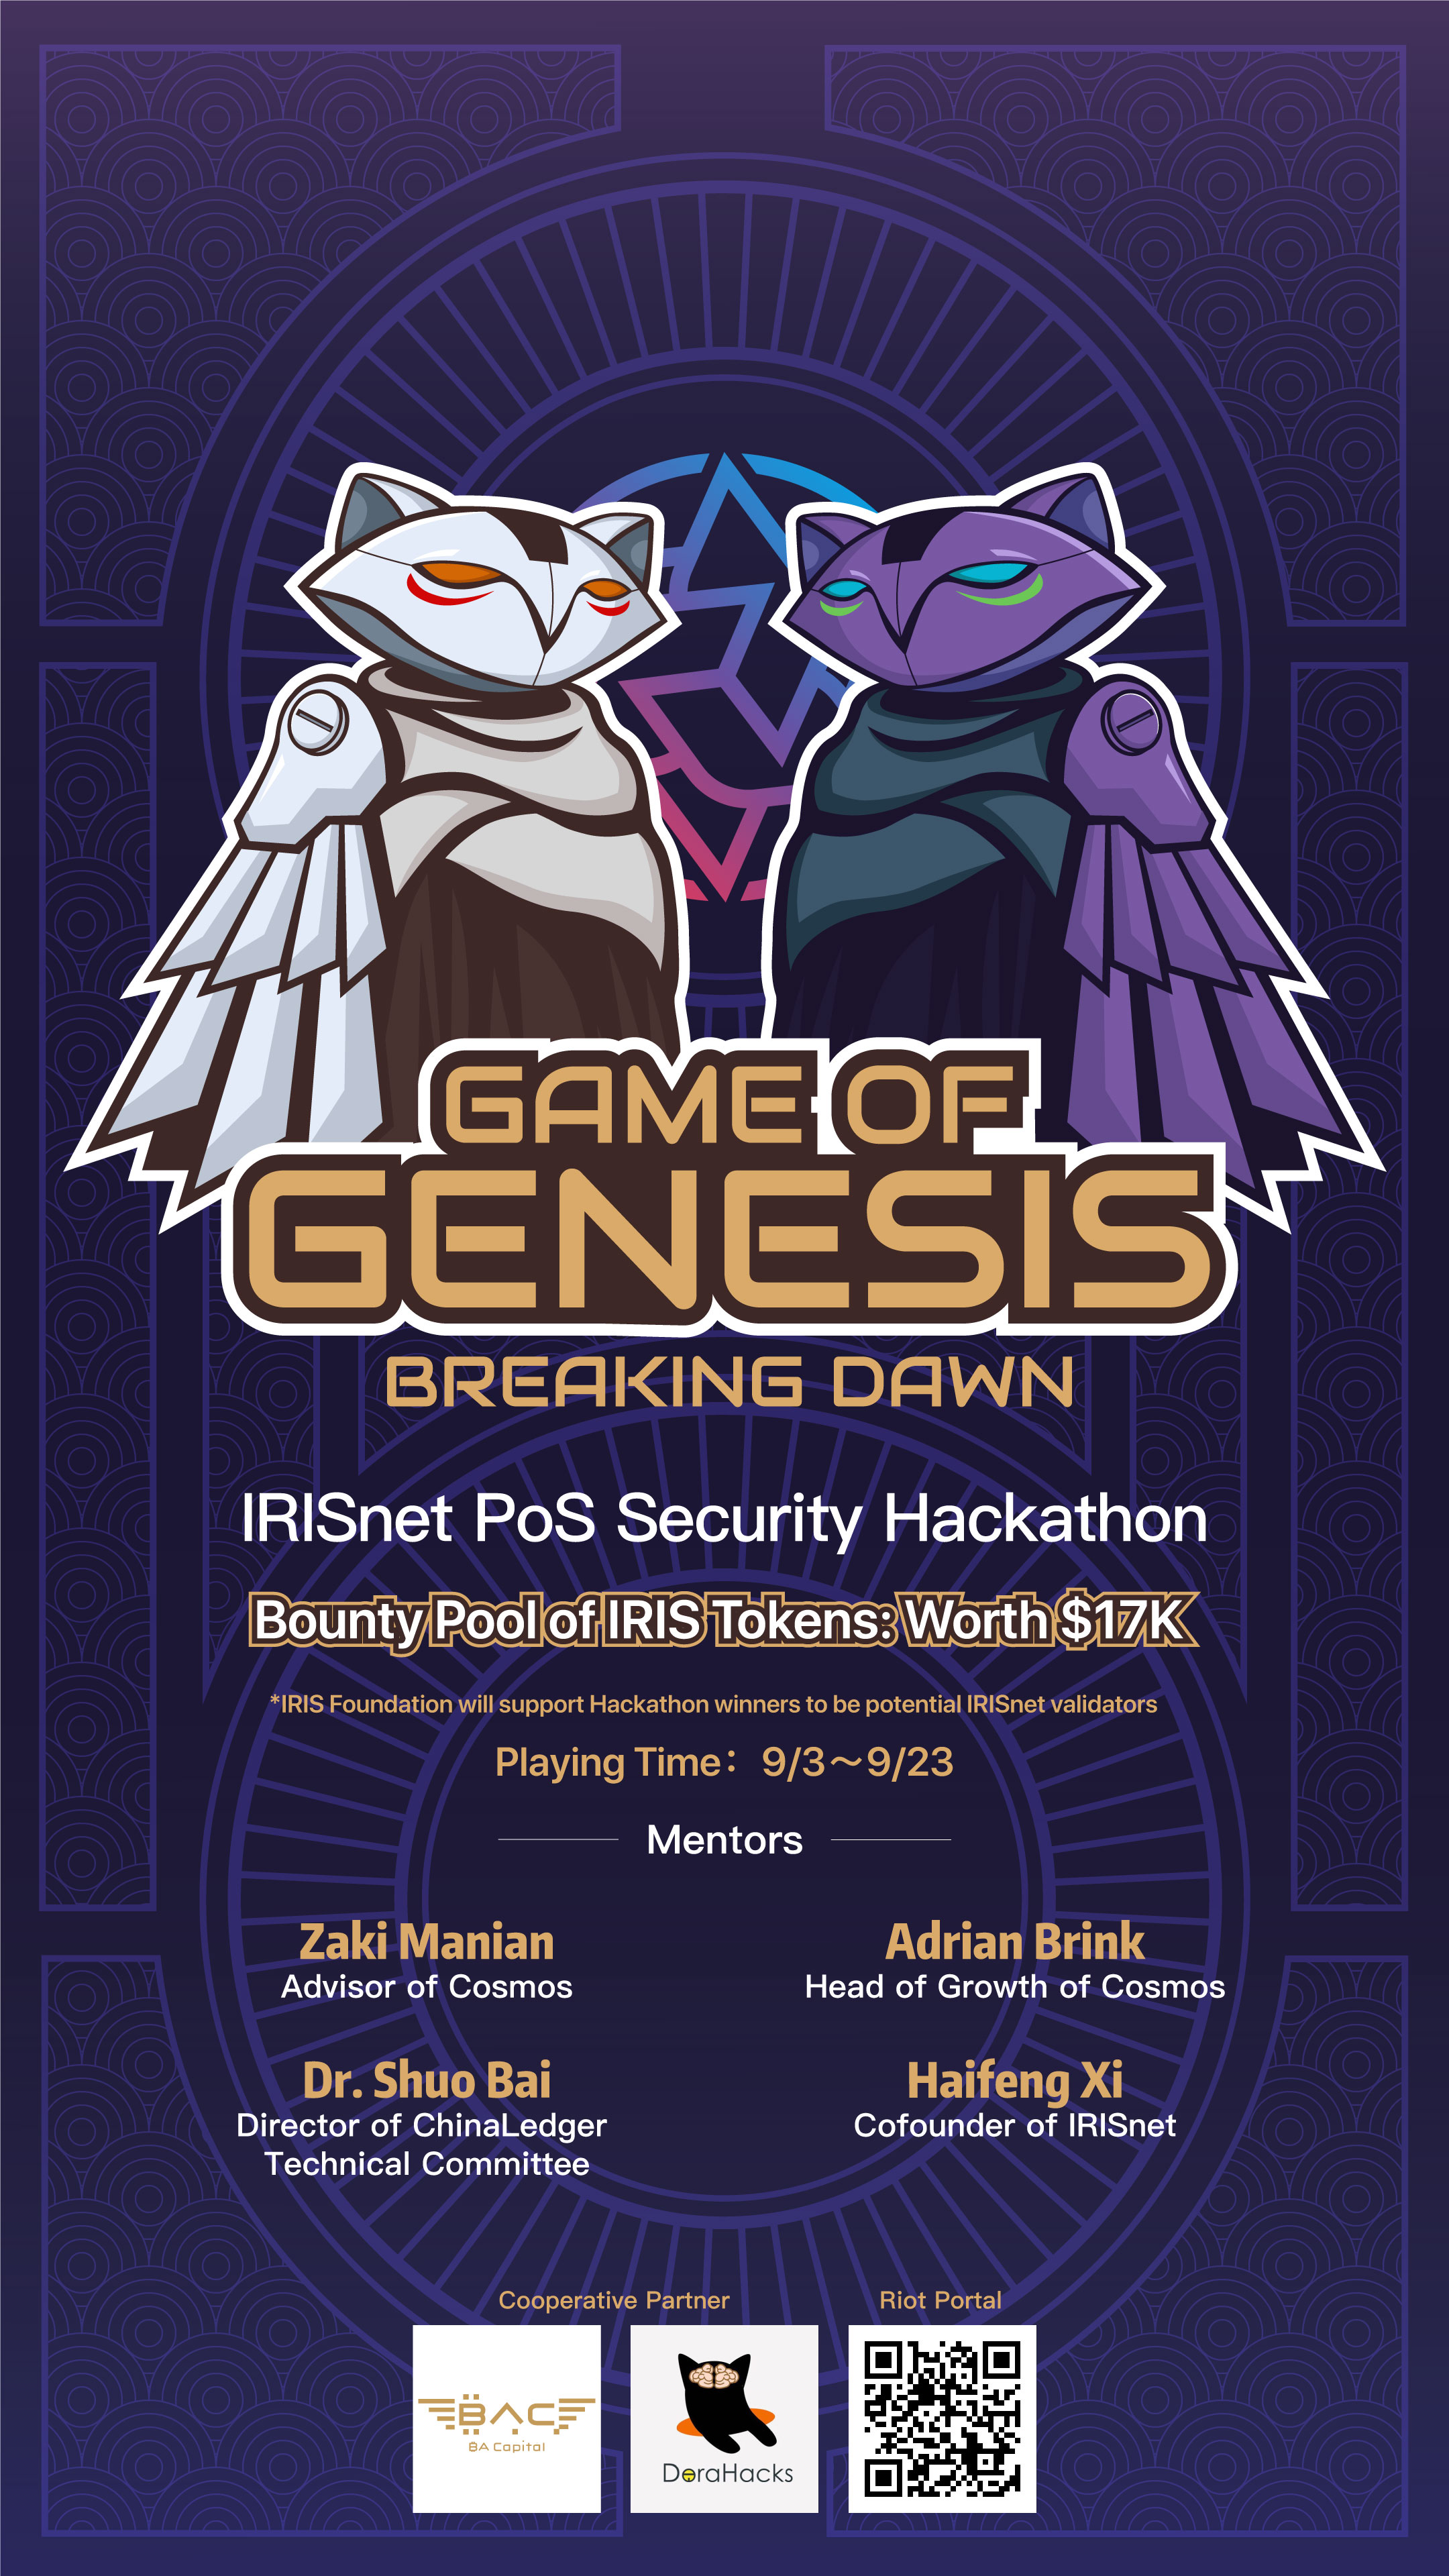 GAME OF
GENESIS
BREAKING DAWN
IRISnet PoS Security Hackathon
Bounty Pool of IRIS Tokens: Worth $17K
*IRIS Foundation will support Hackathon winners to be potential IRISnet validators
Playing Time： 9/3～9/23
Mentors
Zaki Manian
Advisor of Cosmos
Adrian Brink
Head of Growth of Cosmos
Dr. Shuo Bai
Director of ChinaLedger
Technical Committee
Haifeng Xi
Cofounder of IRISnet
Cooperative Partner
Riot Portal
BAC
BA Capital
DoraHacks